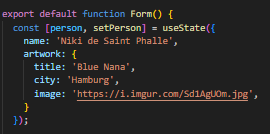 export default function Form() {
  const [person, setPerson] = useState({
    name: 'Niki de Saint Phalle',
    artwork: {
      title: 'Blue Nana',
      city: 'Hamburg',
      image: 'https://i.imgur.com/Sd1AgUOm.jpg',
    }
  });